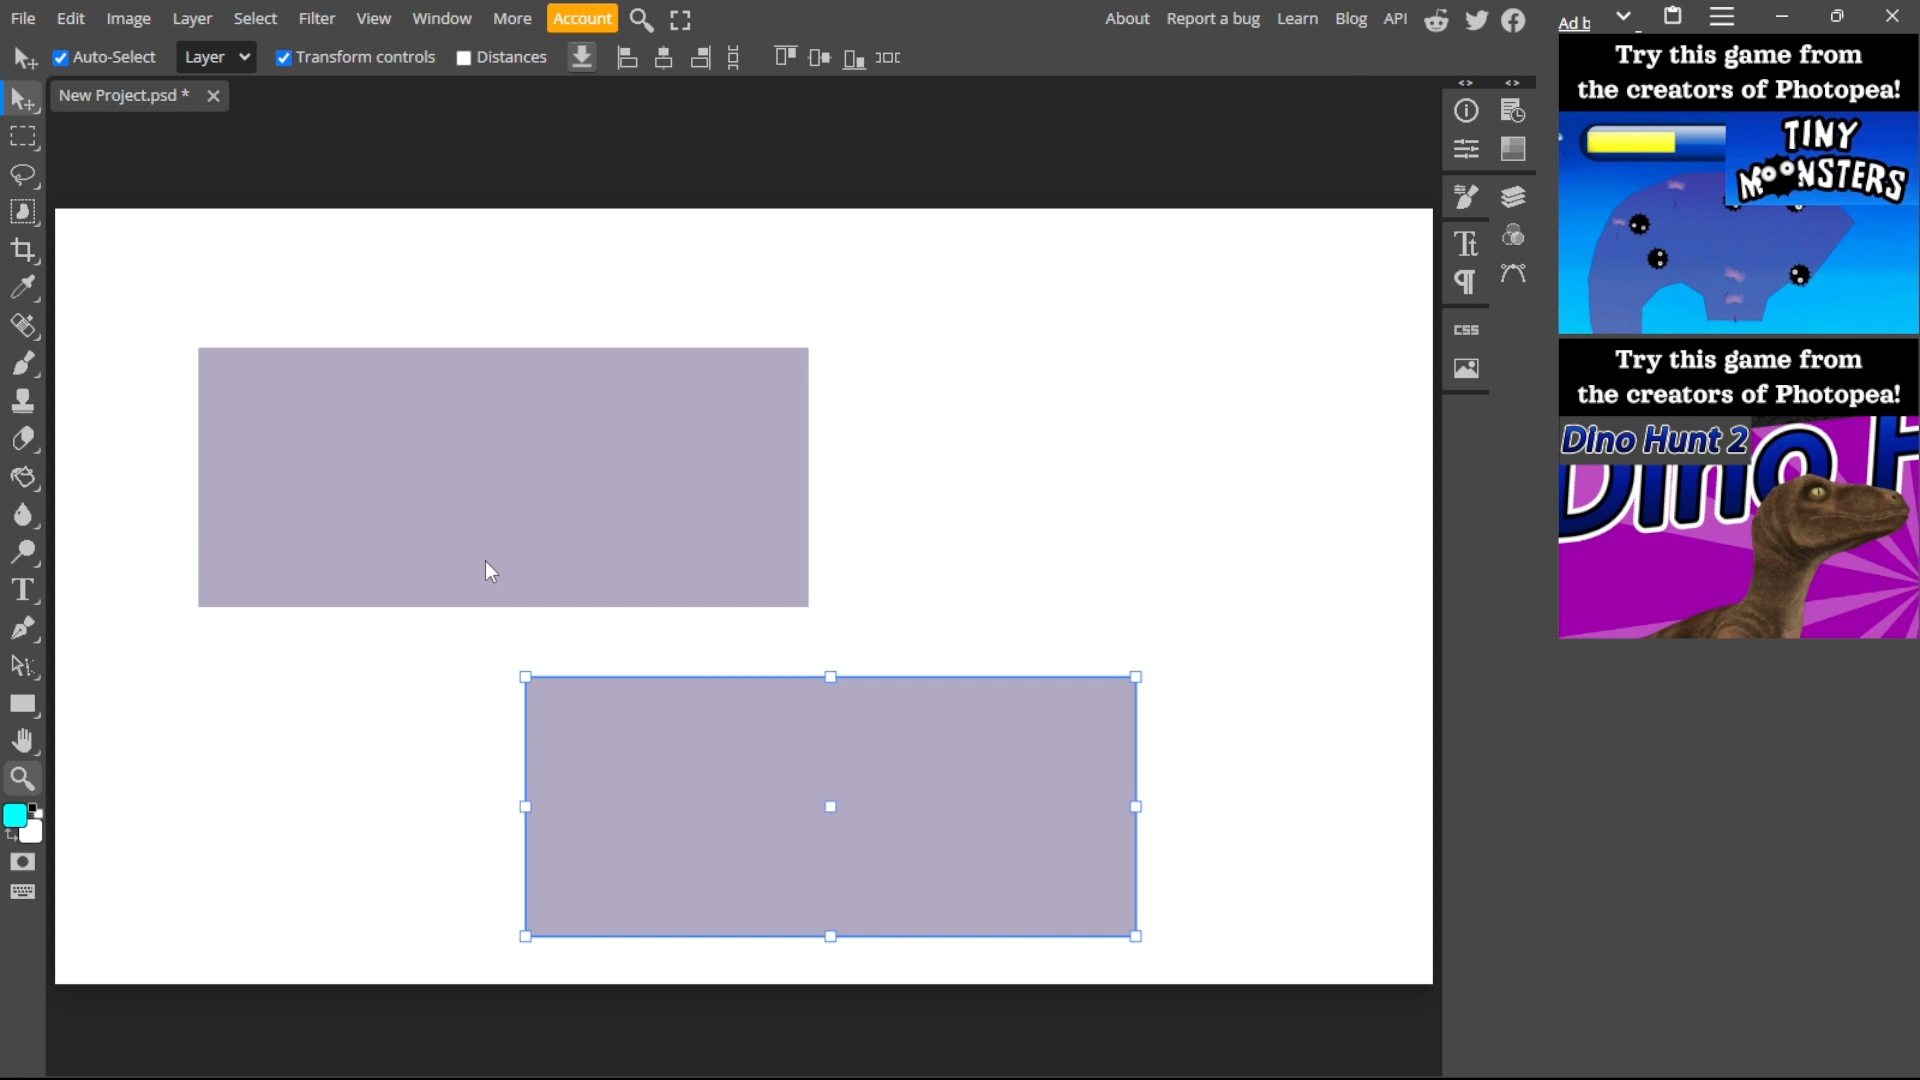 File Edit Image Layer Select Filter View Window More Account About Report a bug Learn Blog API Ad b
Auto-Select Layer Transform controls Distances
New Project.psd *
Try this game from
the creators of Photopea!
TINY
MOONSTERS
Tt
CSS
Try this game from
the creators of Photopea!
Dino Hunt 2
Dino H
T